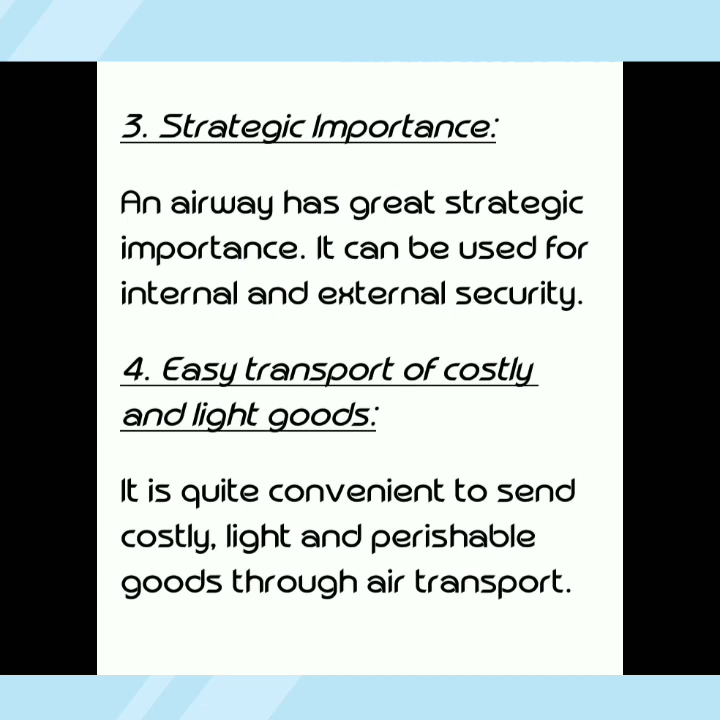 3. Strategic Importance:
An airway has great strategic
importance. It can be used for
internal and external security.
4. Easy transport of costly
and light goods:
It is quite convenient to send
costly, light and perishable
goods through air transport.